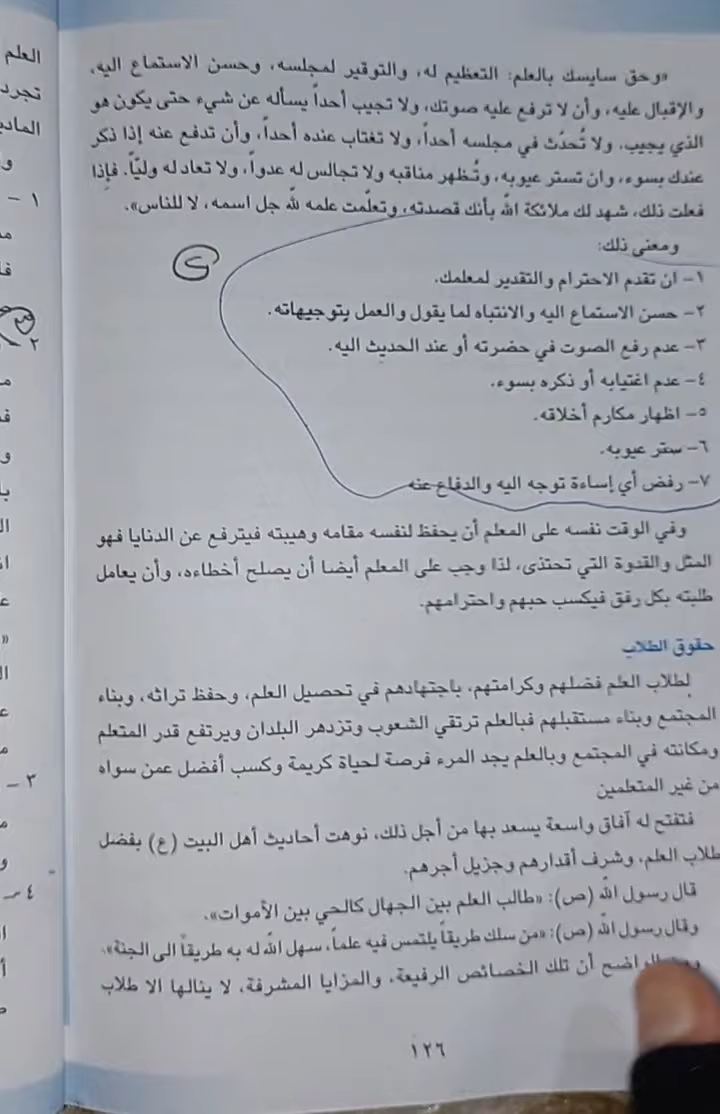 «وحق سايسك بالعلم: التعظيم له، والتوقير لمجلسه، وحسن الاستماع اليه،
والإقبال عليه، وأن لا ترفع عليه صوتك، ولا تجيب أحداً يسأله عن شيء حتى يكون هو
الذي يجيب. ولا تُحدّث في مجلسه أحداً، ولا تغتاب عنده أحداً، وأن تدفع عنه إذا ذكر
عندك بسوء، وان تستر عيوبه، وتُظهر مناقبه ولا تجالس له عدواً، ولا تعاد له وليّاً. فإذا
فعلت ذلك، شهد لك ملائكة الله بأنك قصدته، وتعلّمت علمه لله جل اسمه، لا للناس».
ومعنى ذلك:
١- ان تقدم الاحترام والتقدير لمعلمك.
٢- حسن الاستماع اليه والانتباه لما يقول والعمل بتوجيهاته.
٣- عدم رفع الصوت في حضرته أو عند الحديث اليه.
٤- عدم اغتيابه أو ذكره بسوء.
٥- اظهار مكارم أخلاقه.
٦- ستر عيوبه.
٧- رفض أي إساءة توجه اليه والدفاع عنه
وفي الوقت نفسه على المعلم أن يحفظ لنفسه مقامه وهيبته فيترفع عن الدنايا فهو
المثل والقدوة التي تحتذى، لذا وجب على المعلم أيضا أن يصلح أخطاءه، وأن يعامل
طلبته بكل رفق فيكسب حبهم واحترامهم.
حقوق الطلاب
لطلاب العلم فضلهم وكرامتهم، باجتهادهم في تحصيل العلم، وحفظ تراثه، وبناء
المجتمع وبناء مستقبلهم فبالعلم ترتقي الشعوب وتزدهر البلدان ويرتفع قدر المتعلم
ومكانته في المجتمع وبالعلم يجد المرء فرصة لحياة كريمة وكسب أفضل عمن سواه
من غير المتعلمين
فتفتح له آفاق واسعة يسعد بها من أجل ذلك، نوهت أحاديث أهل البيت (ع) بفضل
طلاب العلم، وشرف أقدارهم وجزيل أجرهم.
قال رسول الله (ص): «طالب العلم بين الجهال كالحي بين الأموات».
وقال رسول الله (ص): «من سلك طريقاً يلتمس فيه علماً، سهل الله له به طريقاً الى الجنة».
الواضح أن تلك الخصائص الرفيعة، والمزايا المشرفة، لا ينالها الا طلاب
١٢٦
العلم
تجرد
١ -
٢
٣ -
٤ -